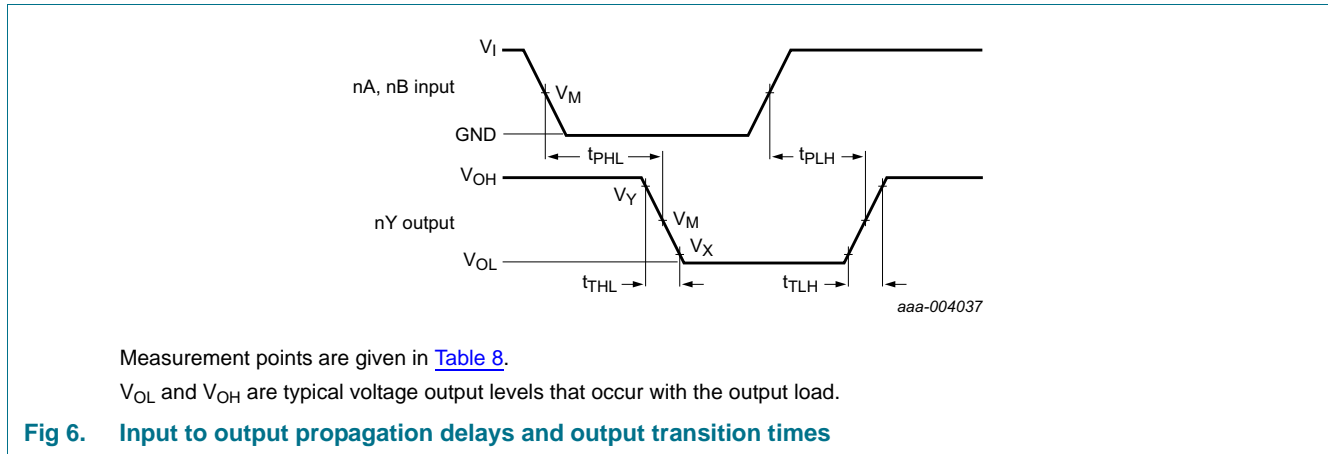 VI
nA, nB input
VM
GND
tPHL
tPLH
VOH
VY
nY output
VM
VX
VOL
tTHL
tTLH
aaa-004037
Measurement points are given in Table 8.
VOL and VOH are typical voltage output levels that occur with the output load.
Fig 6. Input to output propagation delays and output transition times